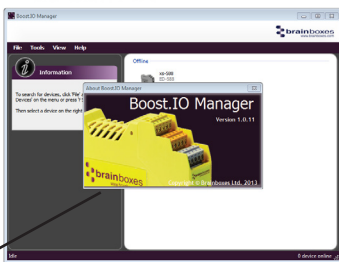 Boost.IO Manager
brainboxes
www.brainboxes.com
File Tools View Help
Information
To search for devices, click 'File'
Devices' on the menu or press 'F
Then select a device on the right
Offline
ED-588
About Boost.IO Manager
Boost.IO Manager
Version 1.0.11
brainboxes
Copyright © Brainboxes Ltd, 2013
Idle
0 device online